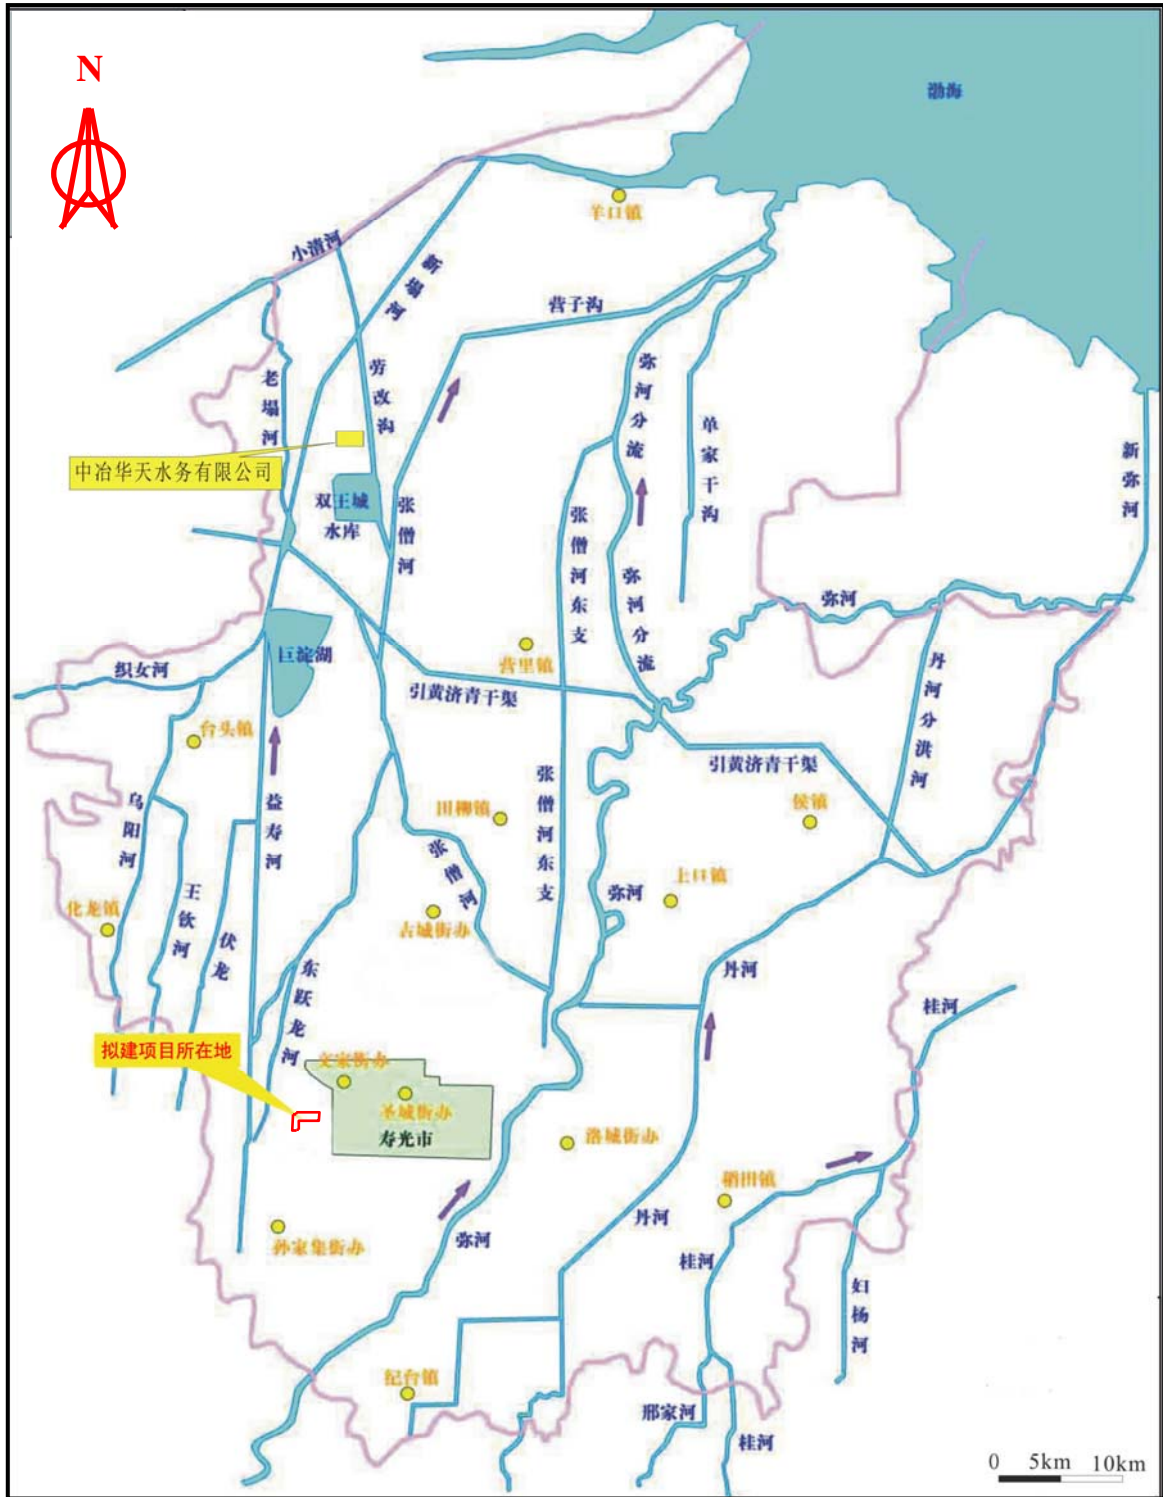 N
渤海
羊口镇
小清河
新塌河
营子沟
老塌河
劳改沟
弥河分流
单家干沟
新弥河
中冶华天水务有限公司
双王城
水库
张僧河
张僧河东支
弥河分流
弥河
营里镇
巨淀湖
织女河
引黄济青干渠
丹河分洪河
台头镇
引黄济青干渠
乌阳河
益寿河
田柳镇
张僧河东支
侯镇
张僧河
上口镇
弥河
王钦河
化龙镇
伏龙
古城街办
东跃龙河
丹河
桂河
拟建项目所在地
文家街办
圣城街办
寿光市
洛城街办
稻田镇
丹河
弥河
孙家集街办
桂河
妇杨河
纪台镇
邢家河
桂河
0 5km 10km